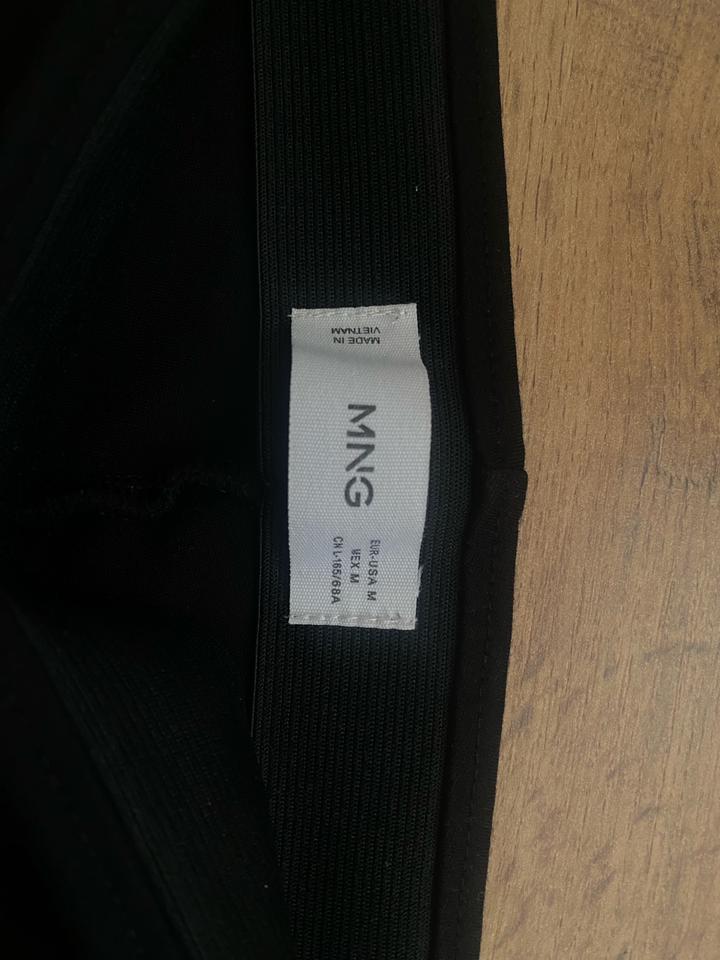 MADE IN
VIETNAM
MNG
EUR-USA M
MEX M
CN L-165/68A